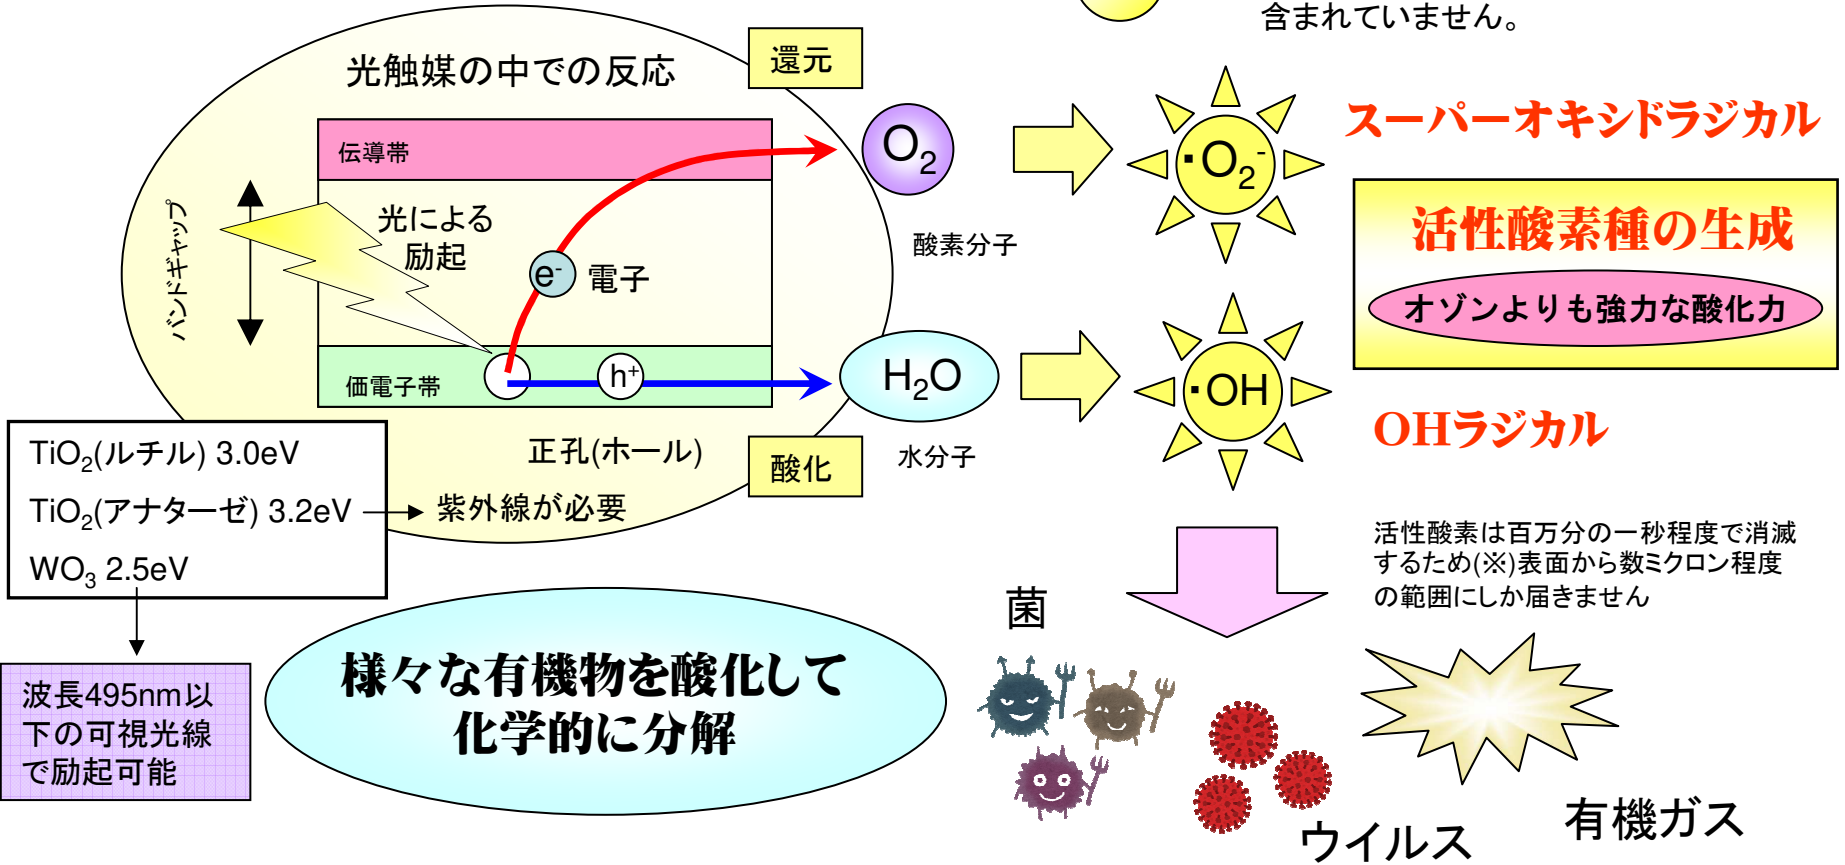 含まれていません。
光触媒の中での反応
還元
伝導帯
O2
・O2-
スーパーオキシドラジカル
バンドギャップ
光による
励起
e-
電子
酸素分子
活性酸素種の生成
オゾンよりも強力な酸化力
価電子帯
h+
H2O
・OH
OHラジカル
正孔(ホール)
酸化
水分子
TiO2(ルチル) 3.0eV
TiO2(アナターゼ) 3.2eV
紫外線が必要
WO3 2.5eV
活性酸素は百万分の一秒程度で消滅
するため(※)表面から数ミクロン程度
の範囲にしか届きません
波長495nm以
下の可視光線
で励起可能
様々な有機物を酸化して
化学的に分解
菌
ウイルス
有機ガス